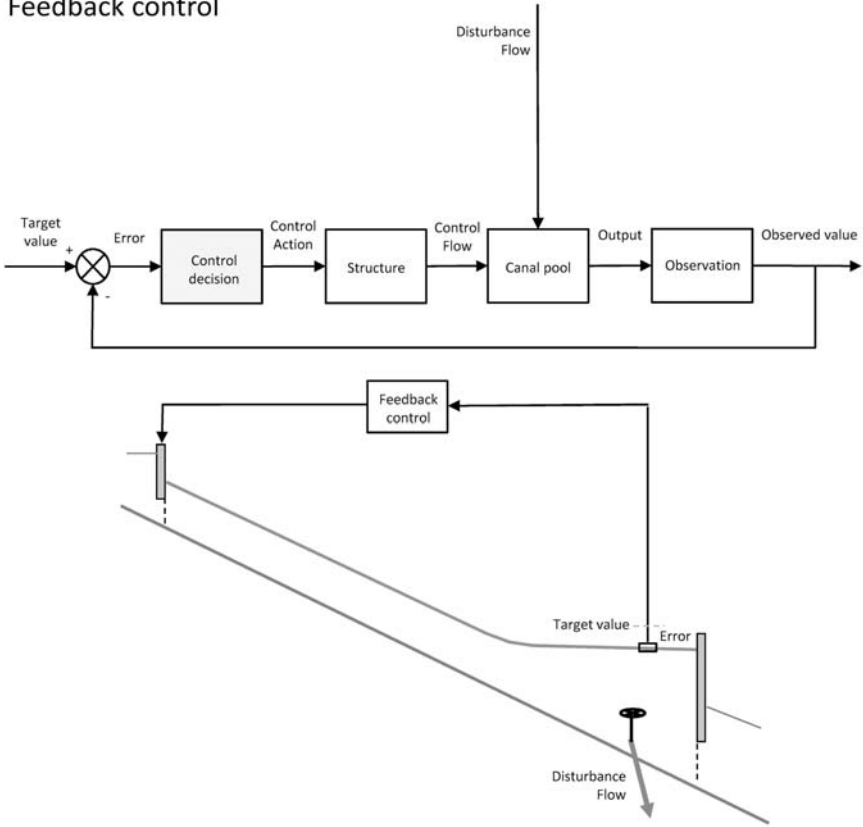 Feedback control
Disturbance
Flow
Target
value
+
-
Error
Control
decision
Control
Action
Structure
Control
Flow
Canal pool
Output
Observation
Observed value
Feedback
control
Target value
Error
Disturbance
Flow